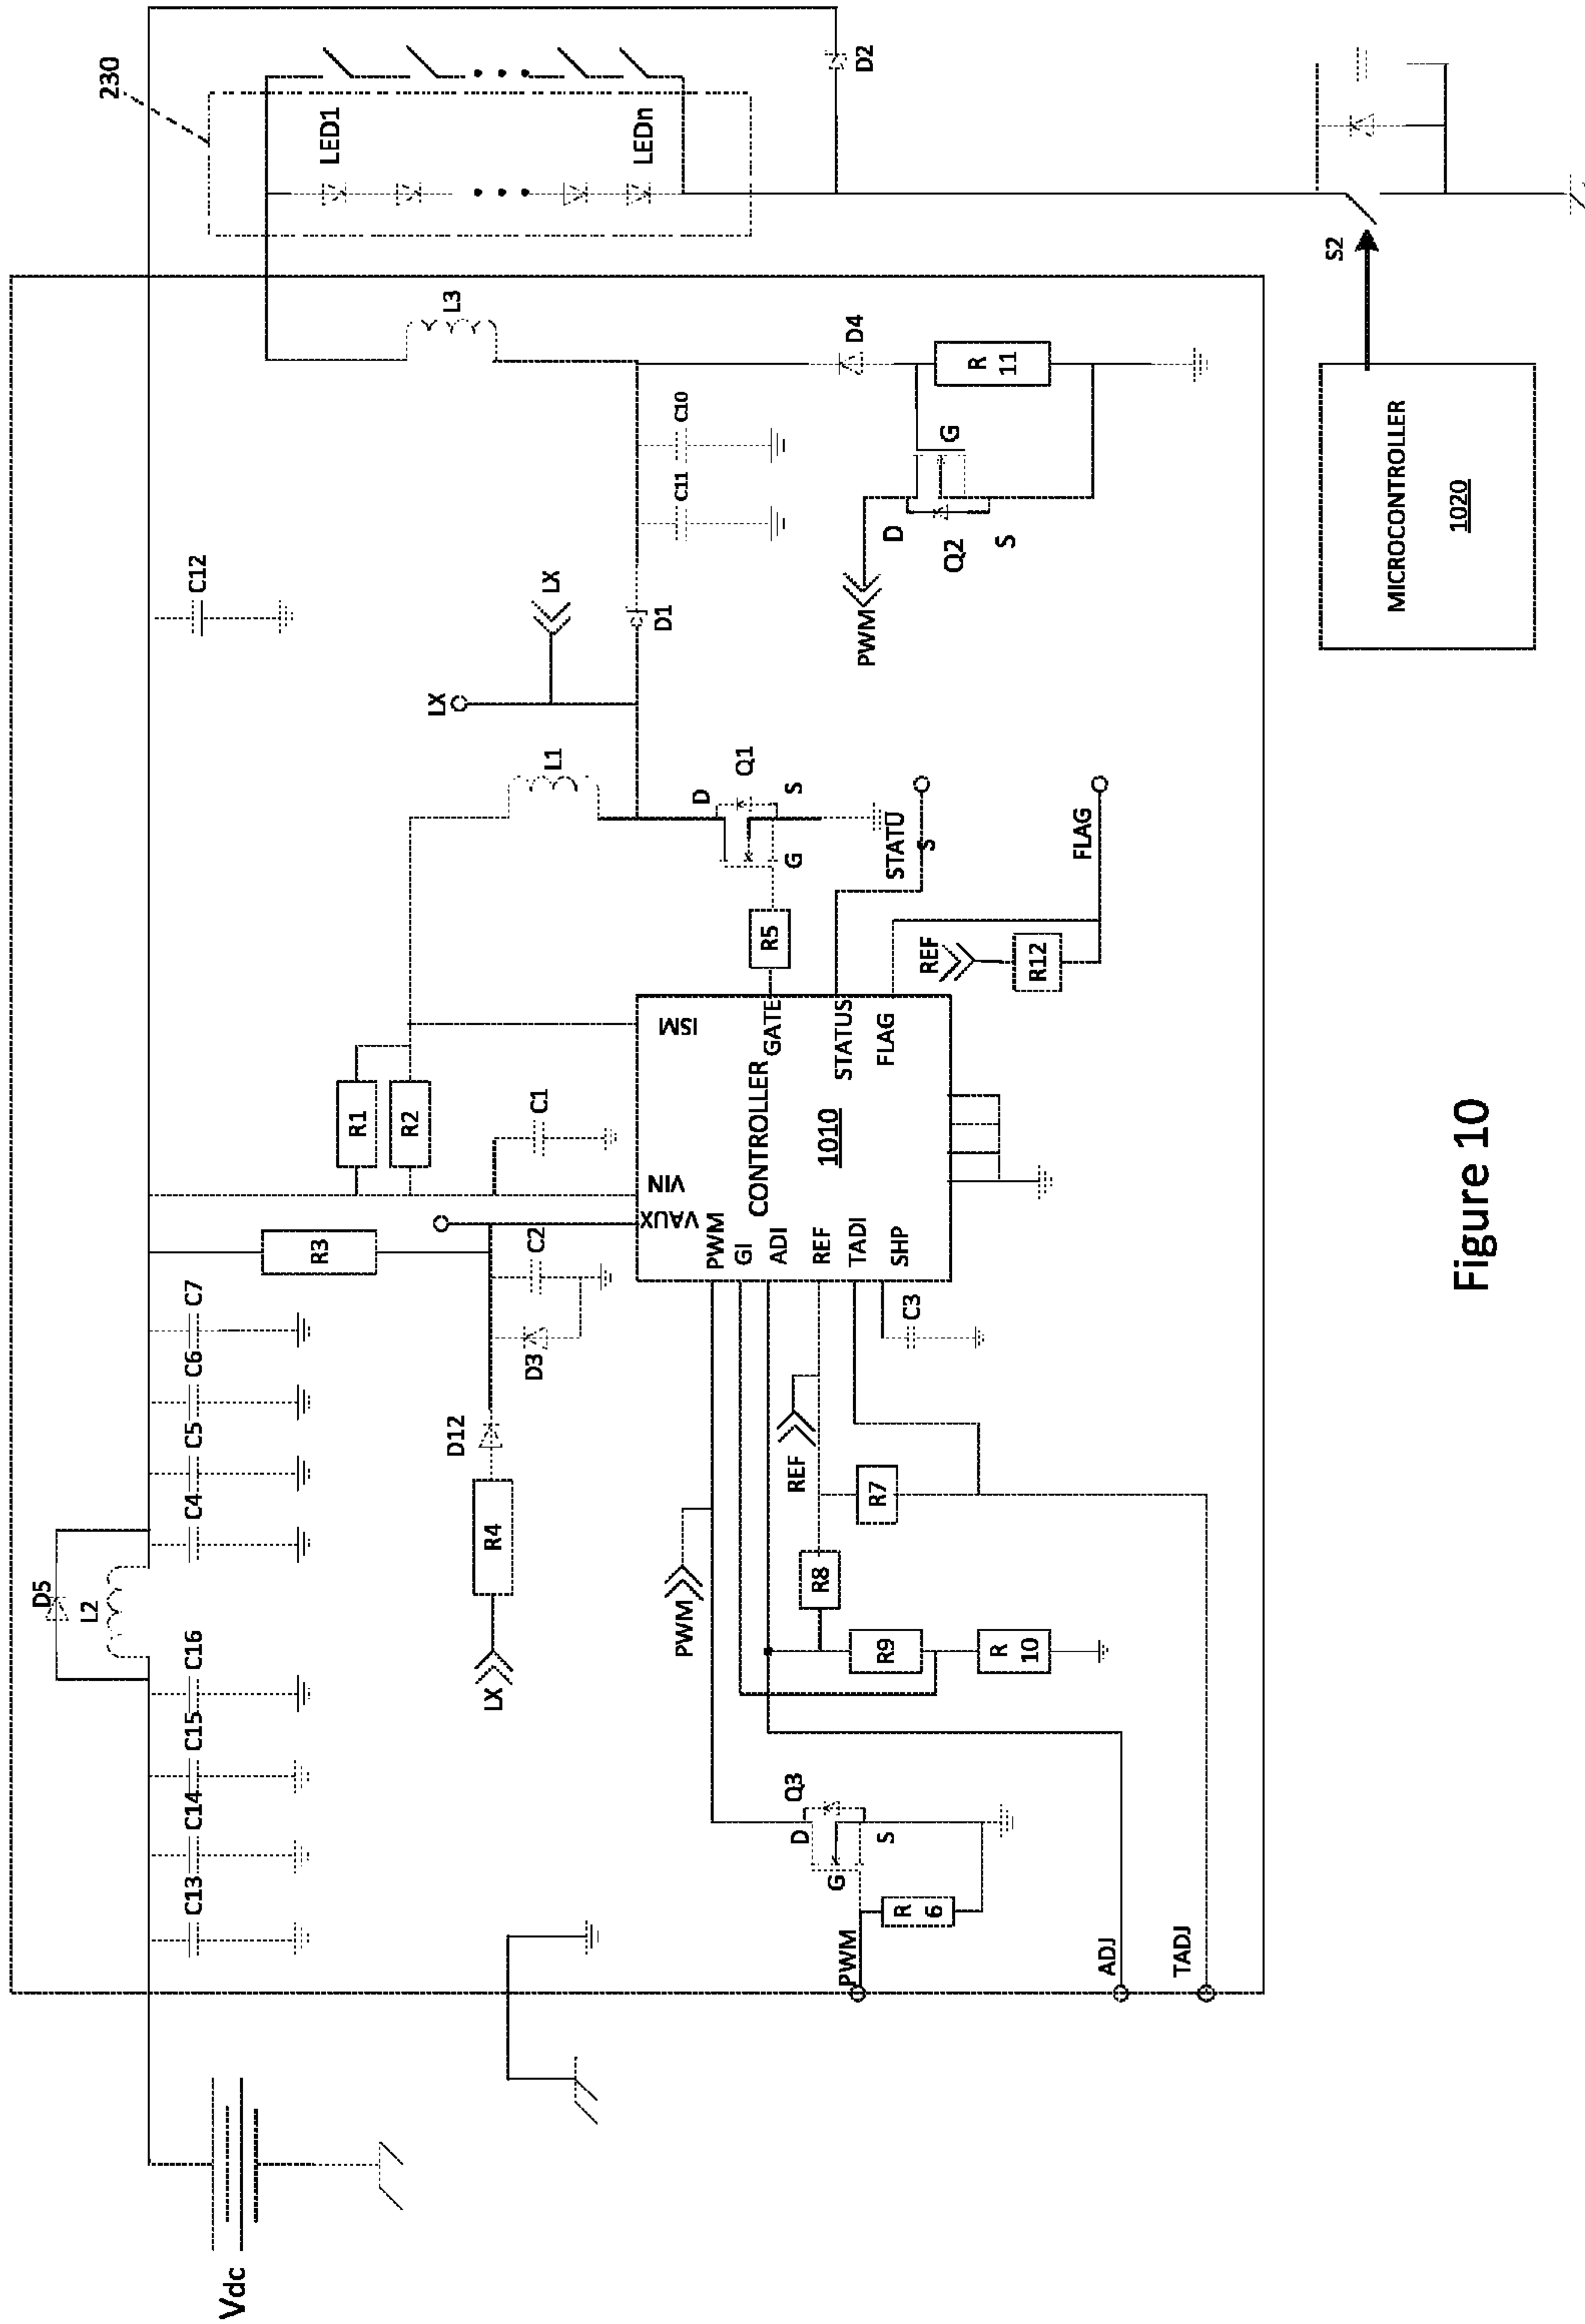 230
LED1
LEDn
D2
S2
MICROCONTROLLER
1020
L3
D4
R
11
C10
C11
G
D
Q2
S
PWM
C12
LX
LX
D1
L1
D
Q1
S
G
STATU
S
FLAG
R5
REF
R12
R1
R2
C1
ISM
GATE
STATUS
FLAG
CONTROLLER
1010
VIN
VAUX
PWM
GI
ADI
REF
TADI
SHP
R3
C2
D3
C3
C7
C6
C5
C4
D12
R4
LX
D5
L2
C16
C15
C14
C13
REF
R7
R8
R9
R
10
PWM
Q3
D
S
G
R
6
PWM
ADJ
TADJ
Vdc
Figure 10